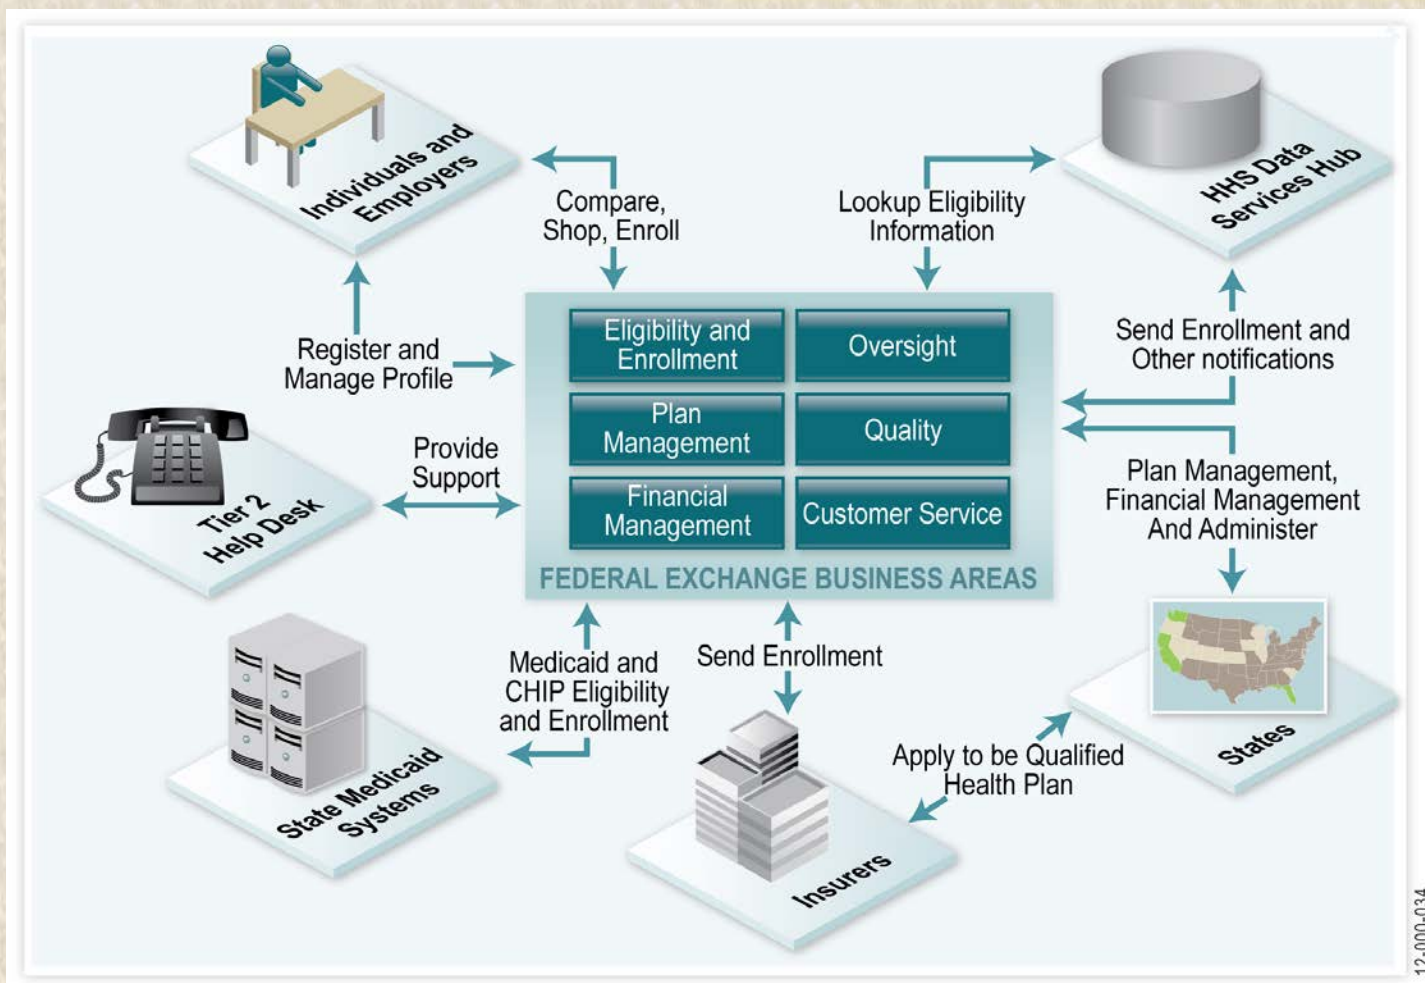 Individuals and
Employers
HHS Data
Services Hub
Compare,
Shop, Enroll
Lookup Eligibility
Information
Register and
Manage Profile
Send Enrollment and
Other notifications
Eligibility and
Enrollment
Oversight
Plan
Management
Quality
Financial
Management
Customer Service
FEDERAL EXCHANGE BUSINESS AREAS
Provide
Support
Tier 2
Help Desk
Plan Management,
Financial Management
And Administer
Medicaid and
CHIP Eligibility
and Enrollment
Send Enrollment
State Medicaid
Systems
Insurers
Apply to be Qualified
Health Plan
States
12-000-034